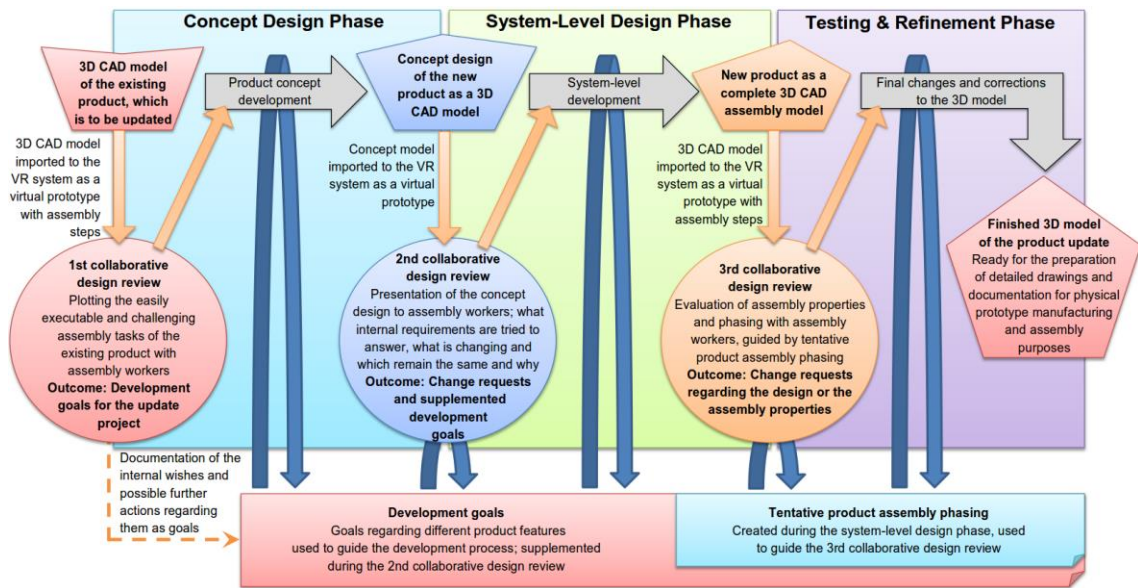 Concept Design Phase
System-Level Design Phase
Testing & Refinement Phase
3D CAD model
of the existing
product, which
is to be updated
Product concept
development
Concept design
of the new
product as a 3D
CAD model
System-level
development
New product as a
complete 3D CAD
assembly model
Final changes and corrections
to the 3D model
3D CAD model
imported to the
VR system as a
virtual prototype
with assembly
steps
Concept model
imported to the VR
system as a virtual
prototype
3D CAD model
imported to the VR
system as a virtual
prototype with
assembly steps
1st collaborative
design review
Plotting the easily
executable and challenging
assembly tasks of the
existing product with
assembly workers
Outcome: Development
goals for the update
project
2nd collaborative
design review
Presentation of the concept
design to assembly workers; what
internal requirements are tried to
answer, what is changing and
which remain the same and why
Outcome: Change requests
and supplemented
development
goals
3rd collaborative
design review
Evaluation of assembly properties
and phasing with assembly
workers, guided by tentative
product assembly phasing
Outcome: Change requests
regarding the design or the
assembly properties
Finished 3D model
of the product update
Ready for the preparation
of detailed drawings and
documentation for physical
prototype manufacturing
and assembly
purposes
Documentation of the
internal wishes and
possible further
actions regarding
them as goals
Development goals
Goals regarding different product features
used to guide the development process; supplemented
during the 2nd collaborative design review
Tentative product assembly phasing
Created during the system-level design phase, used
to guide the 3rd collaborative design review